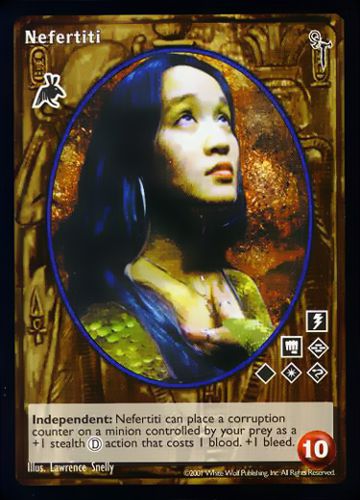 Nefertiti
Independent: Nefertiti can place a corruption
counter on a minion controlled by your prey as a
+1 stealth D action that costs 1 blood. +1 bleed.
10
Illus. Lawrence Snelly
©2001 White Wolf Publishing, Inc. All Rights Reserved.